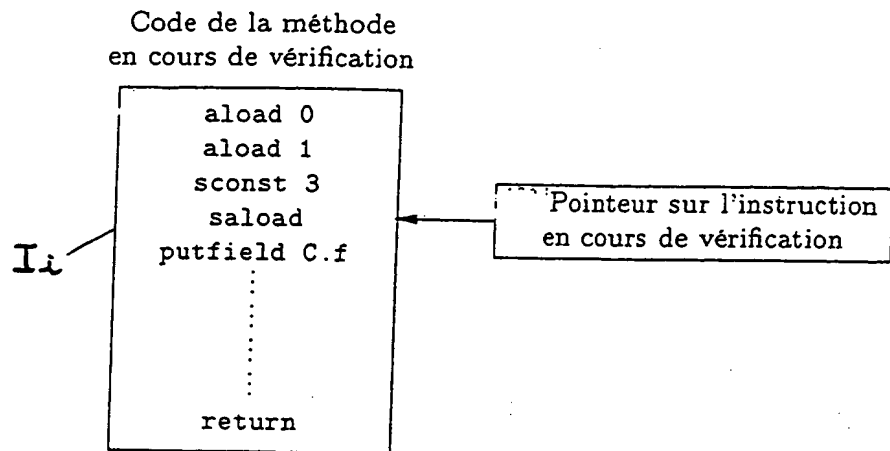 Code de la méthode
en cours de vérification
aload 0
aload 1
sconst 3
saload
putfield C.f
return
Ii
Pointeur sur l'instruction
en cours de vérification